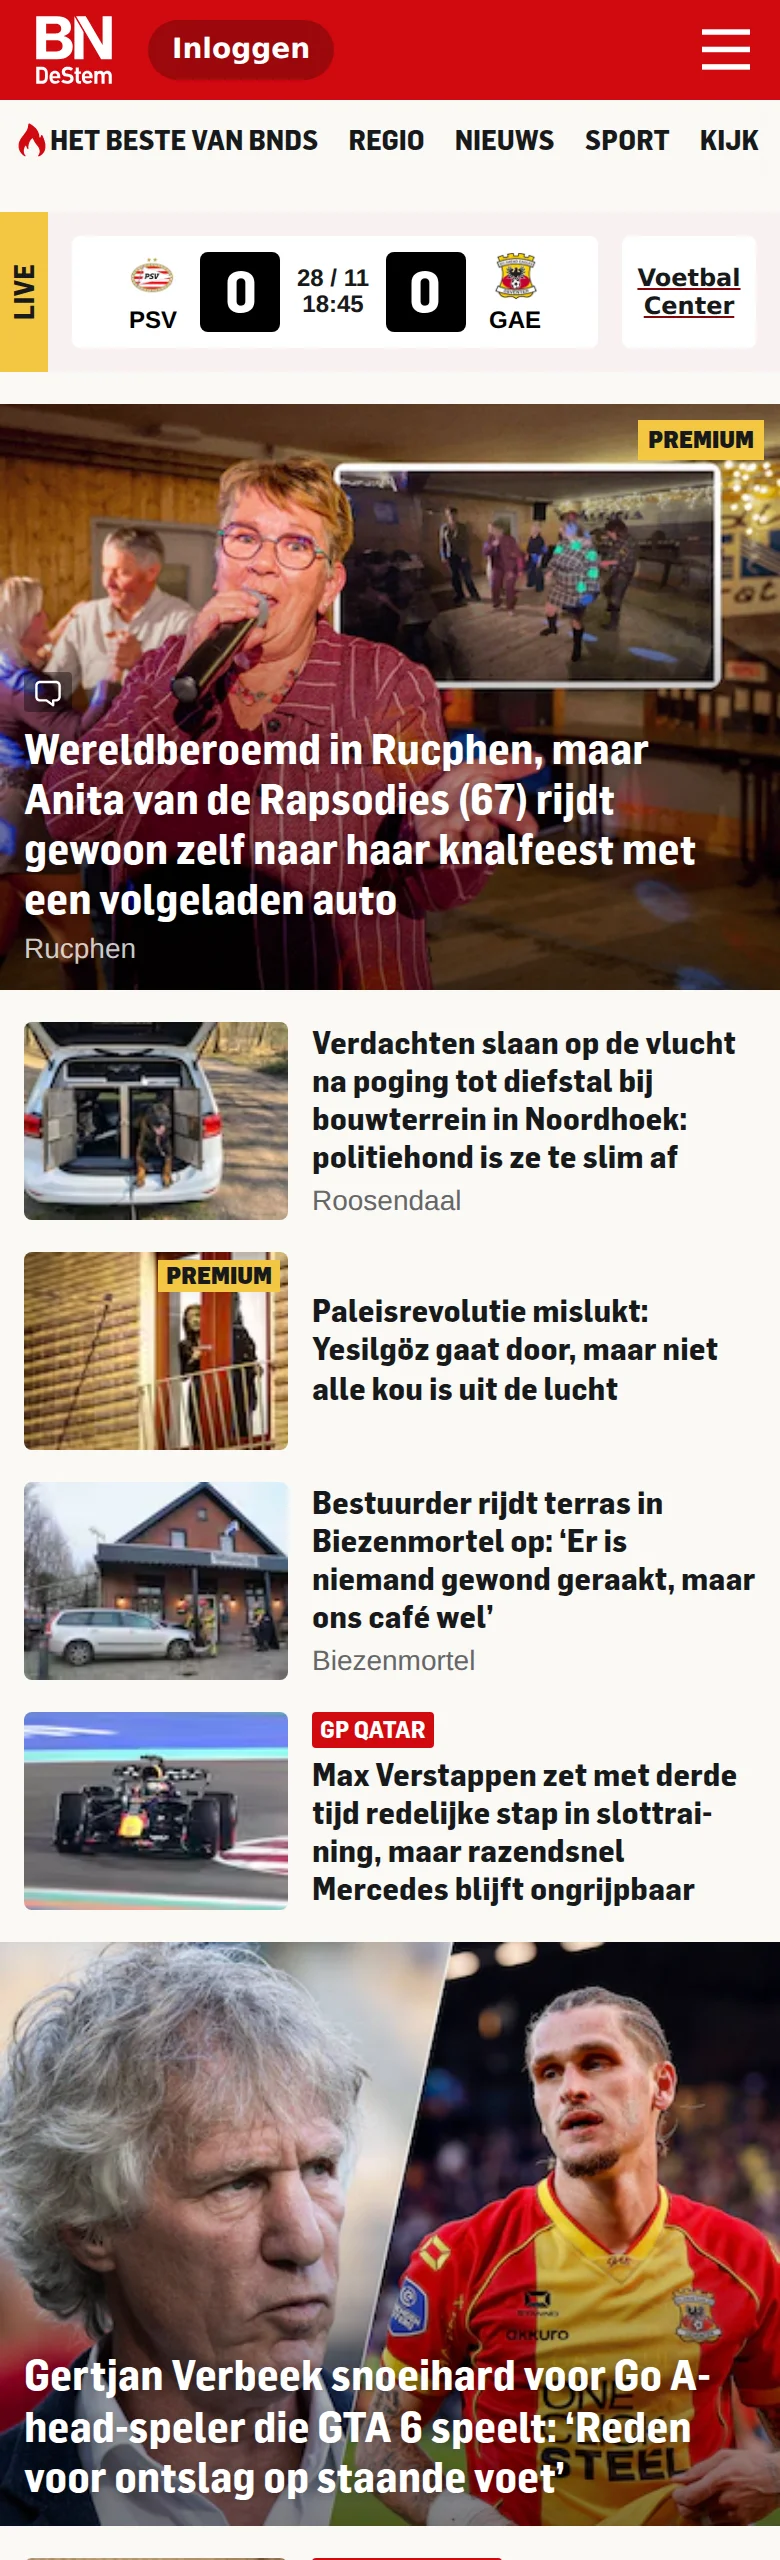 BN
DeStem
Inloggen
HET BESTE VAN BNDS REGIO NIEUWS SPORT KIJK
LIVE
PSV
PSV
0
28 / 11
18:45
0
GAE
Voetbal
Center
PREMIUM
Wereldberoemd in Rucphen, maar
Anita van de Rapsodies (67) rijdt
gewoon zelf naar haar knalfeest met
een volgeladen auto
Rucphen
Verdachten slaan op de vlucht
na poging tot diefstal bij
bouwterrein in Noordhoek:
politiehond is ze te slim af
Roosendaal
PREMIUM
Paleisrevolutie mislukt:
Yesilgöz gaat door, maar niet
alle kou is uit de lucht
Bestuurder rijdt terras in
Biezenmortel op: ‘Er is
niemand gewond geraakt, maar
ons café wel’
Biezenmortel
GP QATAR
Max Verstappen zet met derde
tijd redelijke stap in slottrai-
ning, maar razendsnel
Mercedes blijft ongrijpbaar
STANNO
akkuro
Gertjan Verbeek snoeihard voor Go A-
head-speler die GTA 6 speelt: ‘Reden
voor ontslag op staande voet’
ONE
STEEL